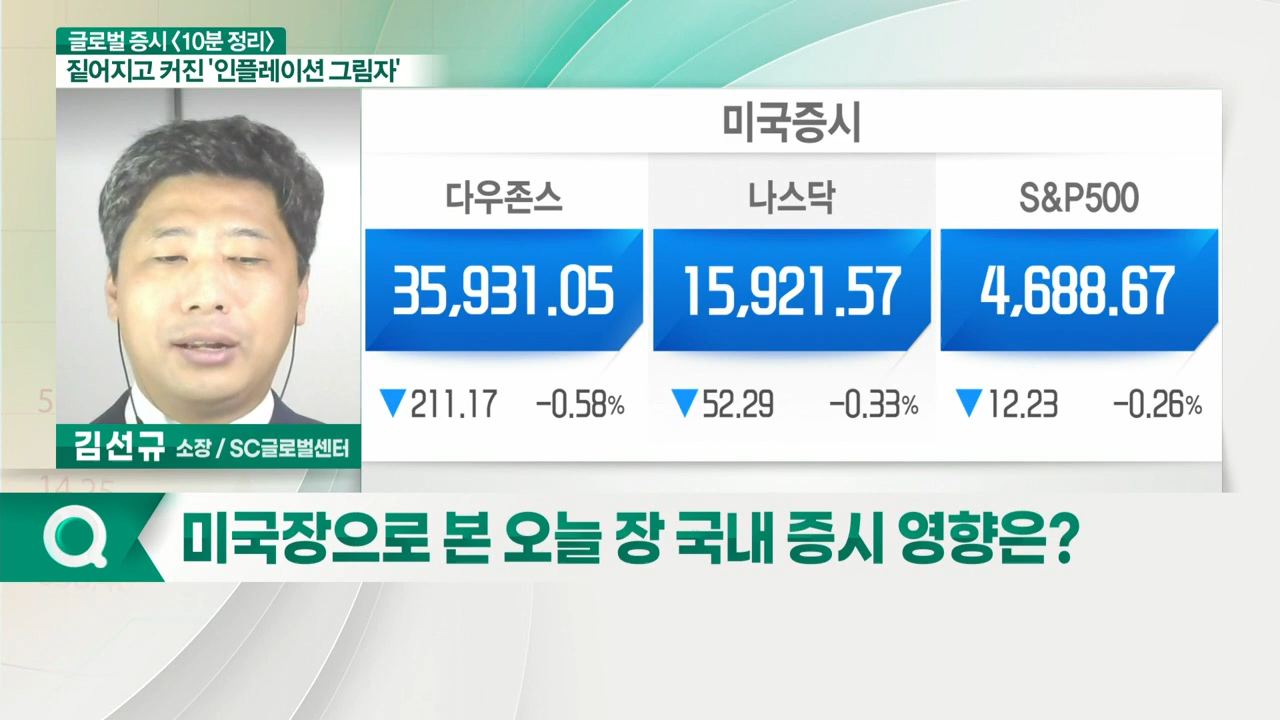 글로벌 증시 <10분 정리>
짙어지고 커진 '인플레이션 그림자'
미국증시
다우존스 나스닥 S&P500
35,931.05 15,921.57 4,688.67
▼211.17 -0.58% ▼52.29 -0.33% ▼12.23 -0.26%
김선규 소장 / SC글로벌센터
5
14.25
Q 미국장으로 본 오늘 장 국내 증시 영향은?